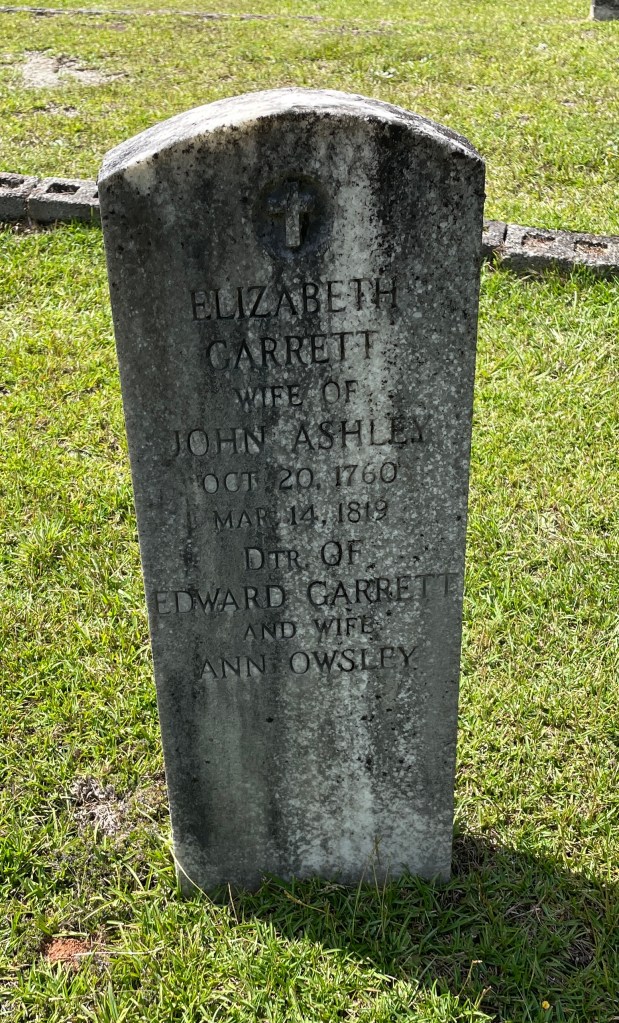 ELIZABETH
GARRETT
WIFE OF
JOHN ASHLEY
OCT. 20, 1760
MAR. 14, 1819
DTR. OF
EDWARD GARRETT
AND WIFE
ANN OWSLEY